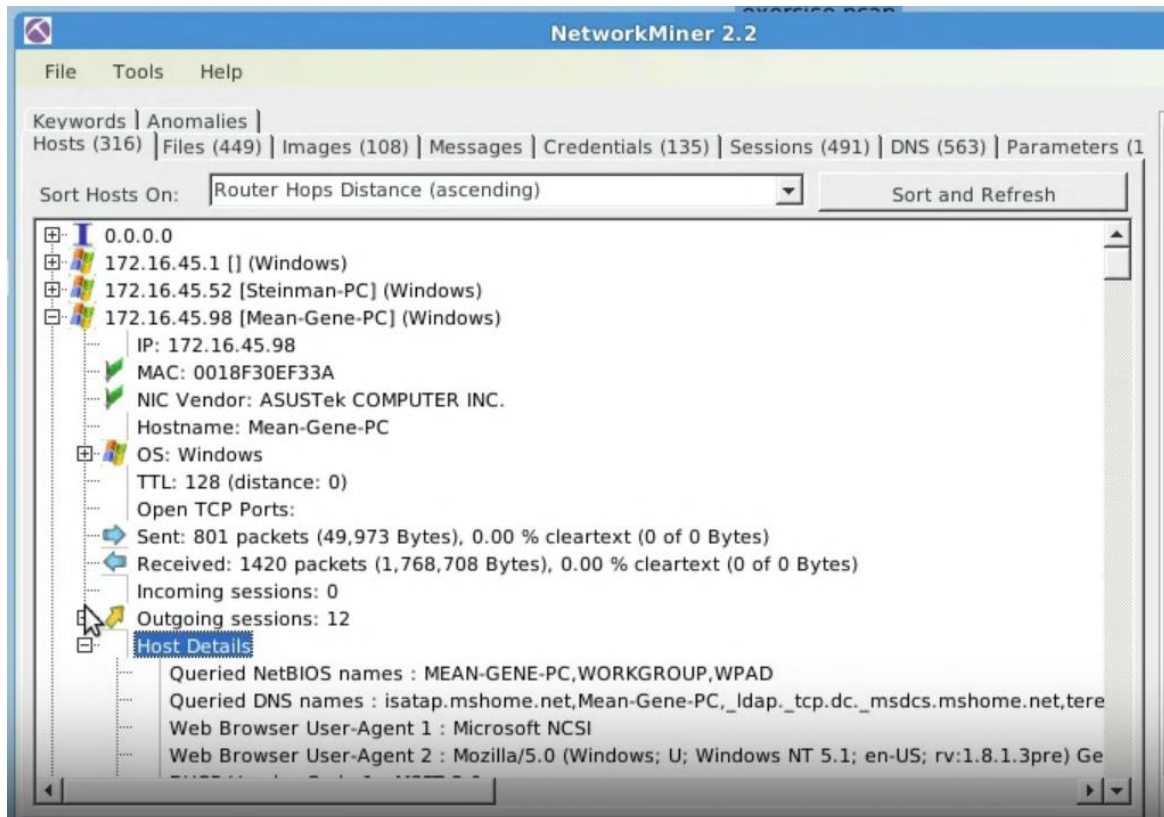 exercise.pcap
NetworkMiner 2.2
File Tools Help
Keywords Anomalies
Hosts (316) Files (449) Images (108) Messages Credentials (135) Sessions (491) DNS (563) Parameters (1
Sort Hosts On: Router Hops Distance (ascending) Sort and Refresh
0.0.0.0
172.16.45.1 [] (Windows)
172.16.45.52 [Steinman-PC] (Windows)
172.16.45.98 [Mean-Gene-PC] (Windows)
IP: 172.16.45.98
MAC: 0018F30EF33A
NIC Vendor: ASUSTek COMPUTER INC.
Hostname: Mean-Gene-PC
OS: Windows
TTL: 128 (distance: 0)
Open TCP Ports:
Sent: 801 packets (49,973 Bytes), 0.00 % cleartext (0 of 0 Bytes)
Received: 1420 packets (1,768,708 Bytes), 0.00 % cleartext (0 of 0 Bytes)
Incoming sessions: 0
Outgoing sessions: 12
Host Details
Queried NetBIOS names : MEAN-GENE-PC,WORKGROUP,WPAD
Queried DNS names : isatap.mshome.net,Mean-Gene-PC,_ldap._tcp.dc._msdcs.mshome.net,tere
Web Browser User-Agent 1 : Microsoft NCSI
Web Browser User-Agent 2 : Mozilla/5.0 (Windows; U; Windows NT 5.1; en-US; rv:1.8.1.3pre) Ge